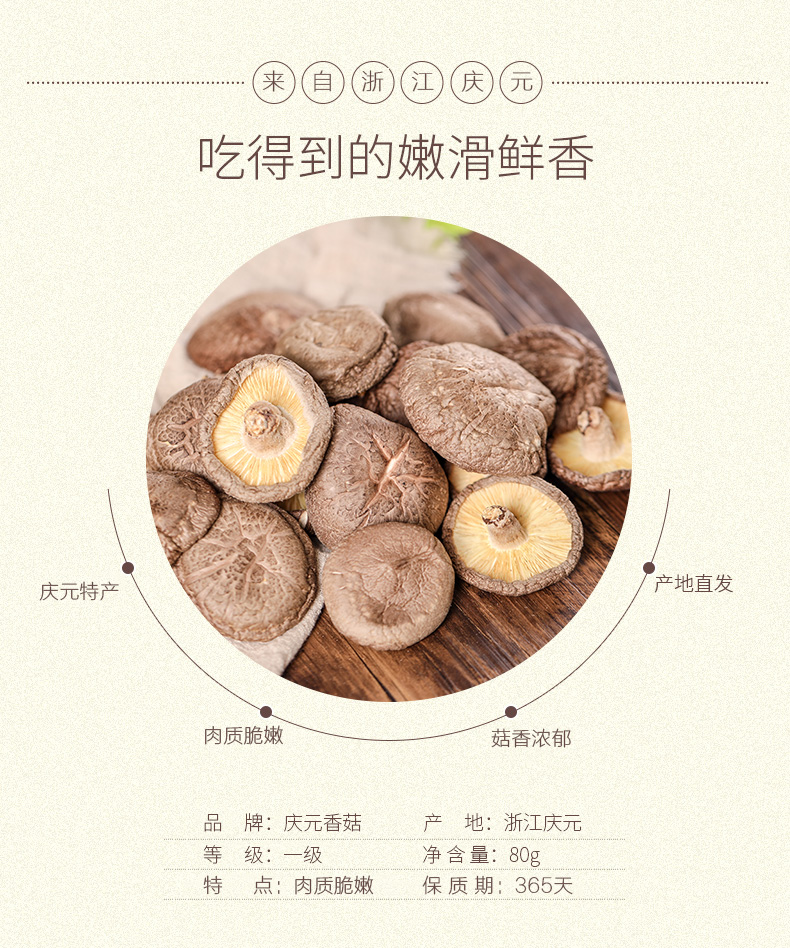 来自浙江庆元
吃得到的嫩滑鲜香
庆元特产
产地直发
肉质脆嫩
菇香浓郁
品 牌：庆元香菇 产 地：浙江庆元
等 级：一级 净含量：80g
特 点：肉质脆嫩 保质期：365天